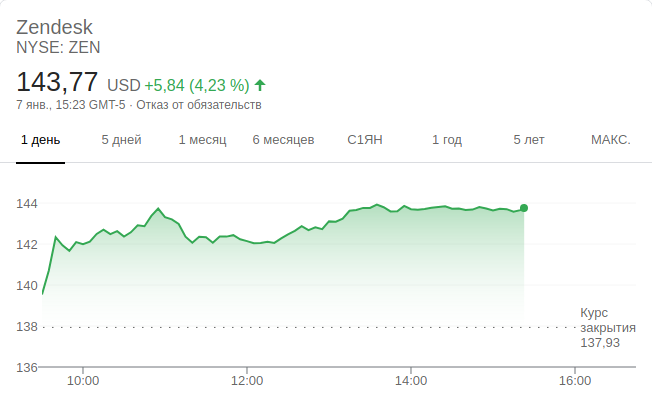 Zendesk
NYSE: ZEN
143,77 USD +5,84 (4,23 %)
7 янв., 15:23 GMT-5 · Отказ от обязательств
1 день 5 дней 1 месяц 6 месяцев С1ЯН 1 год 5 лет МАКС.
144
142
140
138
136
Курс
закрытия
137,93
10:00 12:00 14:00 16:00